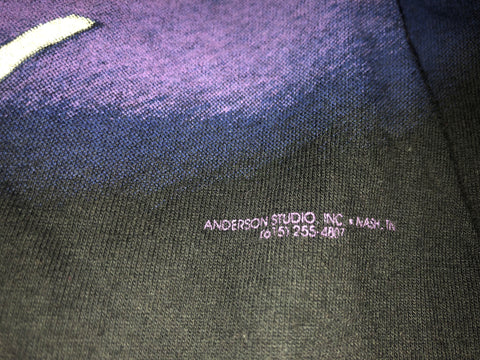 ANDERSON STUDIO, INC. • NASH, TN
(615) 255-4807